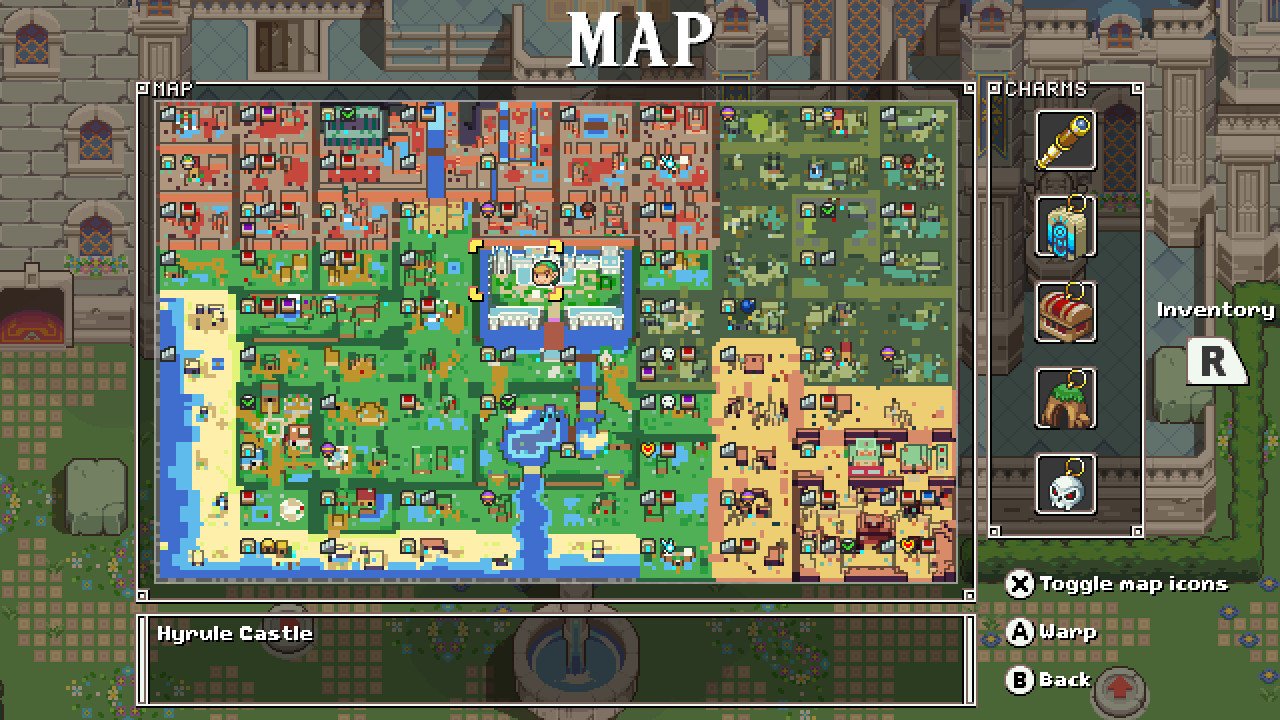 MAP
MAP
CHARMS
Inventory
R
X Toggle map icons
A Warp
B Back
Hyrule Castle